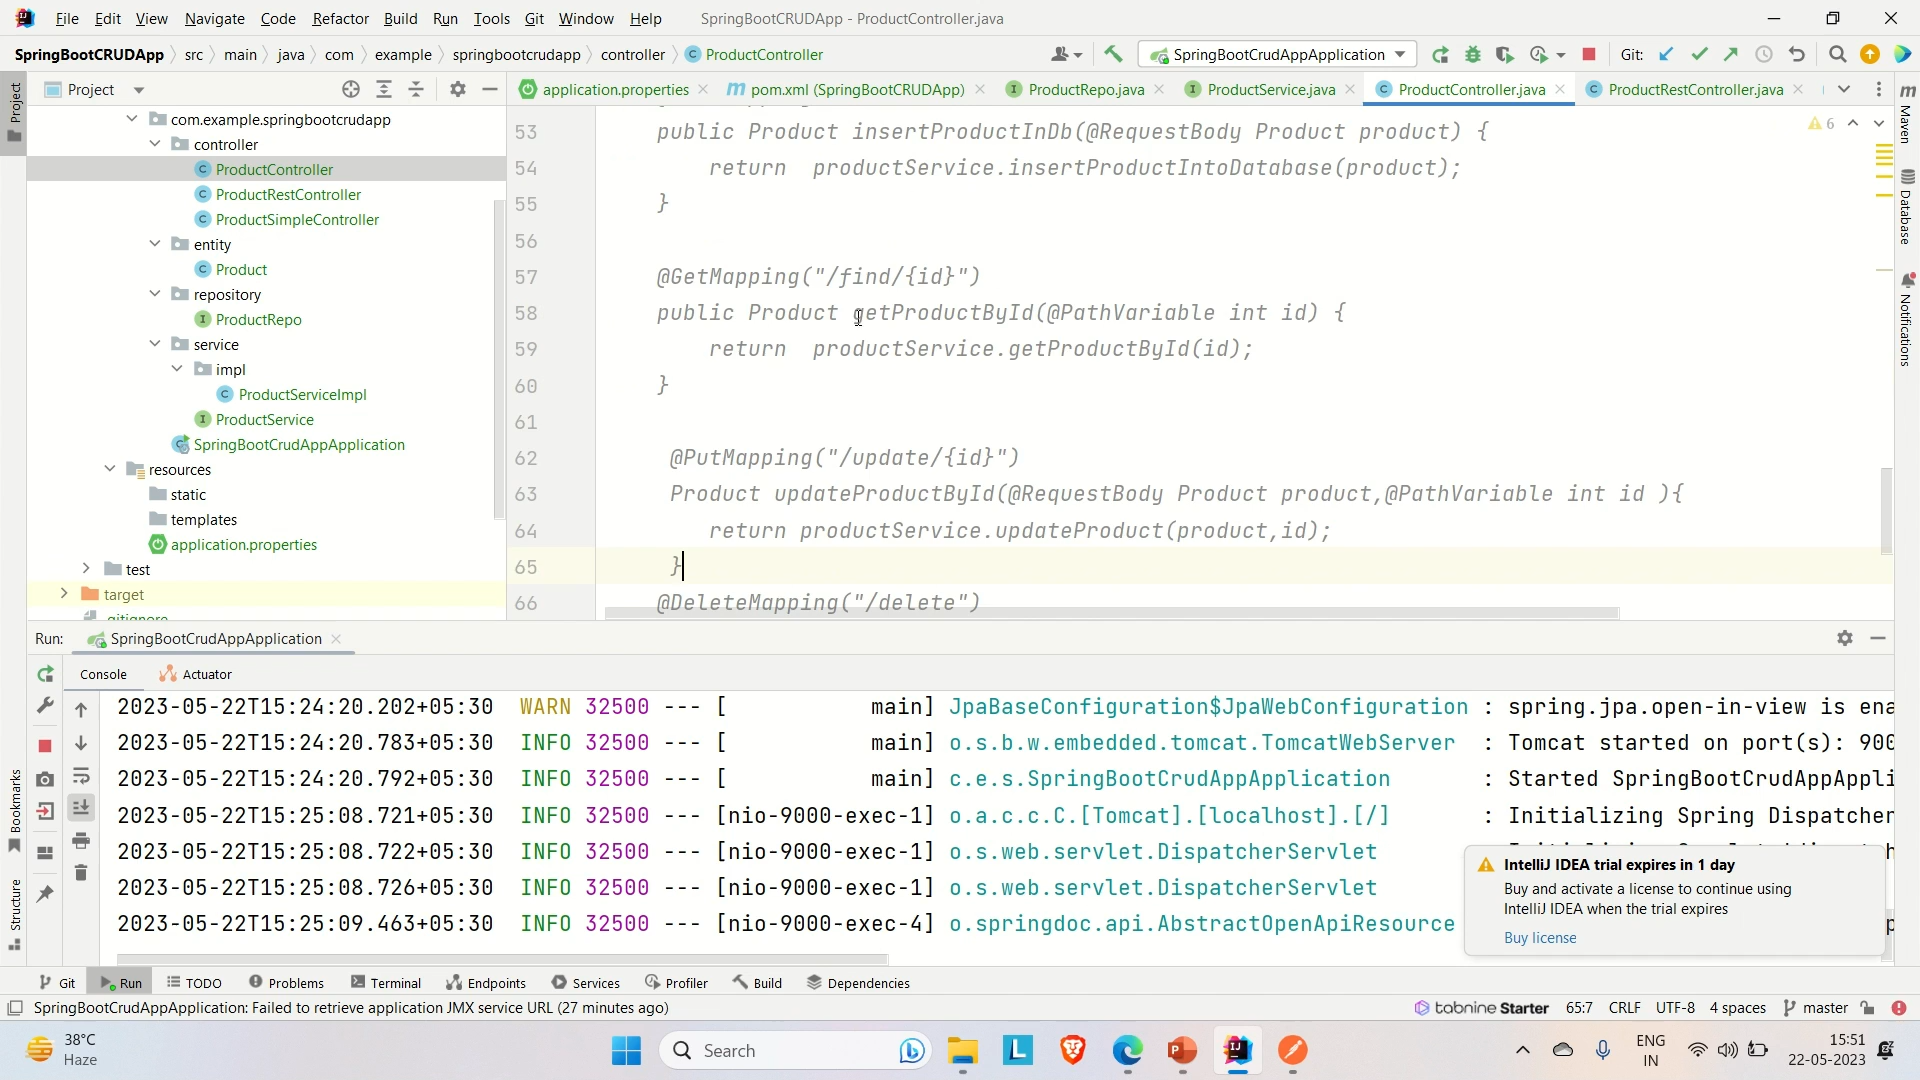 File Edit View Navigate Code Refactor Build Run Tools Git Window Help SpringBootCRUDApp - ProductController.java
SpringBootCRUDApp src main java com example springbootcrudapp controller ProductController SpringBootCrudAppApplication Git:
Project application.properties pom.xml (SpringBootCRUDApp) ProductRepo.java ProductService.java ProductController.java ProductRestController.java
com.example.springbootcrudapp
controller
ProductController
ProductRestController
ProductSimpleController
entity
Product
repository
ProductRepo
service
impl
ProductServiceImpl
ProductService
SpringBootCrudAppApplication
resources
static
templates
application.properties
test
target
.gitignore
53 public Product insertProductInDb(@RequestBody Product product) {
54 return productService.insertProductIntoDatabase(product);
55 }
56
57 @GetMapping("/find/{id}")
58 public Product getProductById(@PathVariable int id) {
59 return productService.getProductById(id);
60 }
61
62 @PutMapping("/update/{id}")
63 Product updateProductById(@RequestBody Product product,@PathVariable int id ){
64 return productService.updateProduct(product,id);
65 }
66 @DeleteMapping("/delete")
6
Project
Bookmarks
Structure
Maven
Database
Notifications
Run: SpringBootCrudAppApplication
Console Actuator
2023-05-22T15:24:20.202+05:30 WARN 32500 --- [ main] JpaBaseConfiguration$JpaWebConfiguration : spring.jpa.open-in-view is ena
2023-05-22T15:24:20.783+05:30 INFO 32500 --- [ main] o.s.b.w.embedded.tomcat.TomcatWebServer : Tomcat started on port(s): 900
2023-05-22T15:24:20.792+05:30 INFO 32500 --- [ main] c.e.s.SpringBootCrudAppApplication : Started SpringBootCrudAppAppli
2023-05-22T15:25:08.721+05:30 INFO 32500 --- [nio-9000-exec-1] o.a.c.c.C.[Tomcat].[localhost].[/] : Initializing Spring Dispatcher
2023-05-22T15:25:08.722+05:30 INFO 32500 --- [nio-9000-exec-1] o.s.web.servlet.DispatcherServlet
2023-05-22T15:25:08.726+05:30 INFO 32500 --- [nio-9000-exec-1] o.s.web.servlet.DispatcherServlet
2023-05-22T15:25:09.463+05:30 INFO 32500 --- [nio-9000-exec-4] o.springdoc.api.AbstractOpenApiResource
IntelliJ IDEA trial expires in 1 day
Buy and activate a license to continue using
IntelliJ IDEA when the trial expires
Buy license
Git Run TODO Problems Terminal Endpoints Services Profiler Build Dependencies
SpringBootCrudAppApplication: Failed to retrieve application JMX service URL (27 minutes ago) tabnine Starter 65:7 CRLF UTF-8 4 spaces master
38°C
Haze
Search
ENG
IN
15:51
22-05-2023